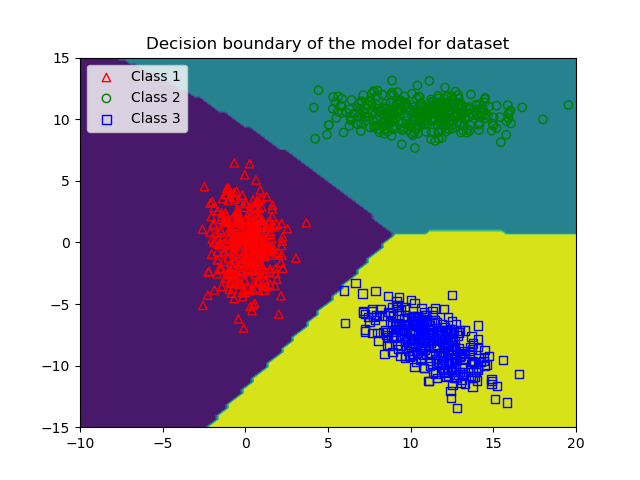 Decision boundary of the model for dataset
Class 1
Class 2
Class 3
15
10
5
0
−5
−10
−15
−10 −5 0 5 10 15 20